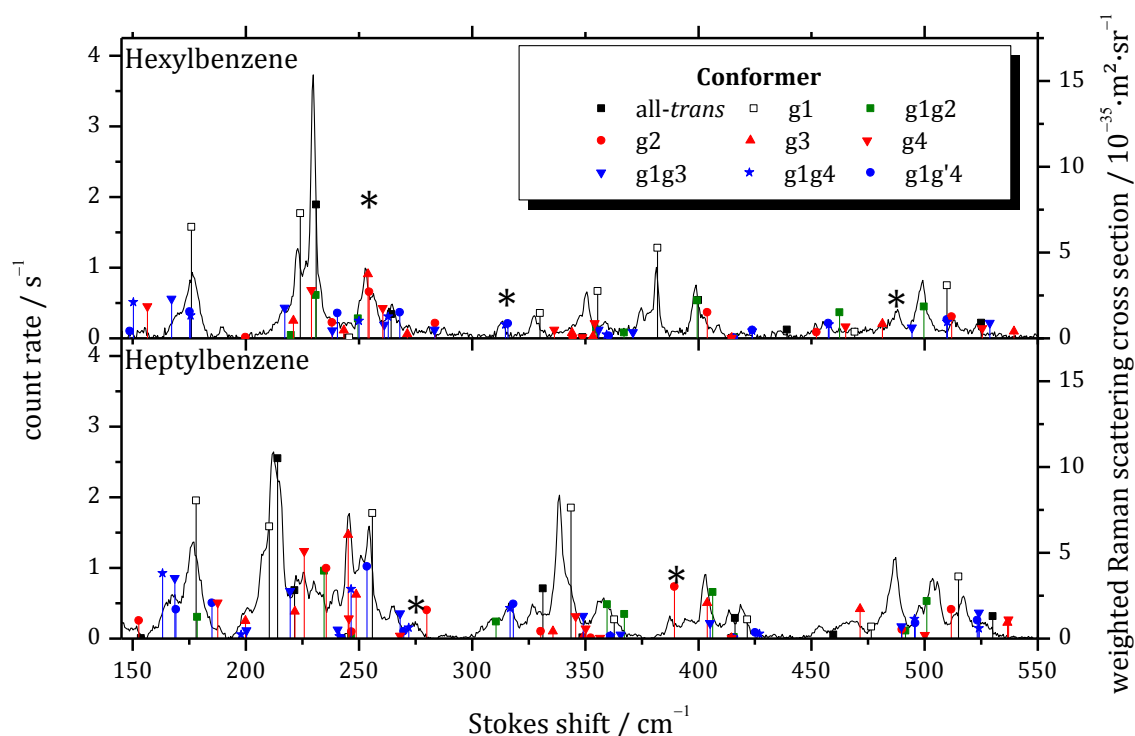 Hexylbenzene
Conformer
all-trans
g1
g1g2
g2
g3
g4
g1g3
g1g4
g1g'4
4
3
2
1
0
15
10
5
0
*
*
*
Heptylbenzene
4
3
2
1
0
15
10
5
0
*
*
150 200 250 300 350 400 450 500 550
Stokes shift / cm⁻¹
count rate / s⁻¹
weighted Raman scattering cross section / 10⁻³⁵·m²·sr⁻¹